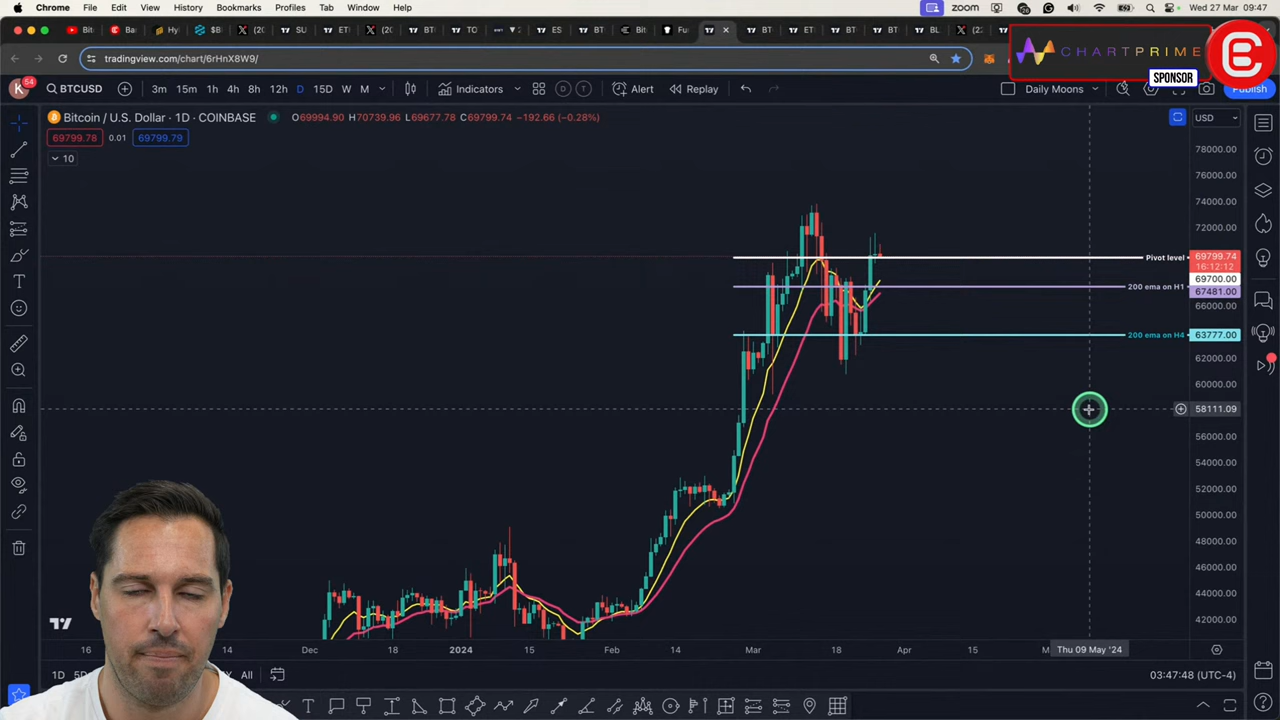 Chrome File Edit View History Bookmarks Profiles Tab Window Help
zoom Wed 27 Mar 09:47
tradingview.com/chart/6rHnX8W9/
CHARTPRIME
SPONSOR
K 54 BTCUSD 3m 15m 1h 4h 8h 12h D 15D W M Indicators Alert Replay Daily Moons Publish
Bitcoin / U.S. Dollar · 1D · COINBASE O69994.90 H70739.96 L69677.78 C69799.74 −192.66 (−0.28%) USD
69799.78 0.01 69799.79
10
78000.00
76000.00
74000.00
72000.00
Pivot level 69799.74
16:12:12
69700.00
200 ema on H1 67481.00
66000.00
200 ema on H4 63777.00
62000.00
60000.00
58111.09
56000.00
54000.00
52000.00
50000.00
48000.00
46000.00
44000.00
42000.00
16 14 Dec 18 2024 15 Feb 14 Mar 18 Apr 15 Thu 09 May '24
1D All 03:47:48 (UTC-4)